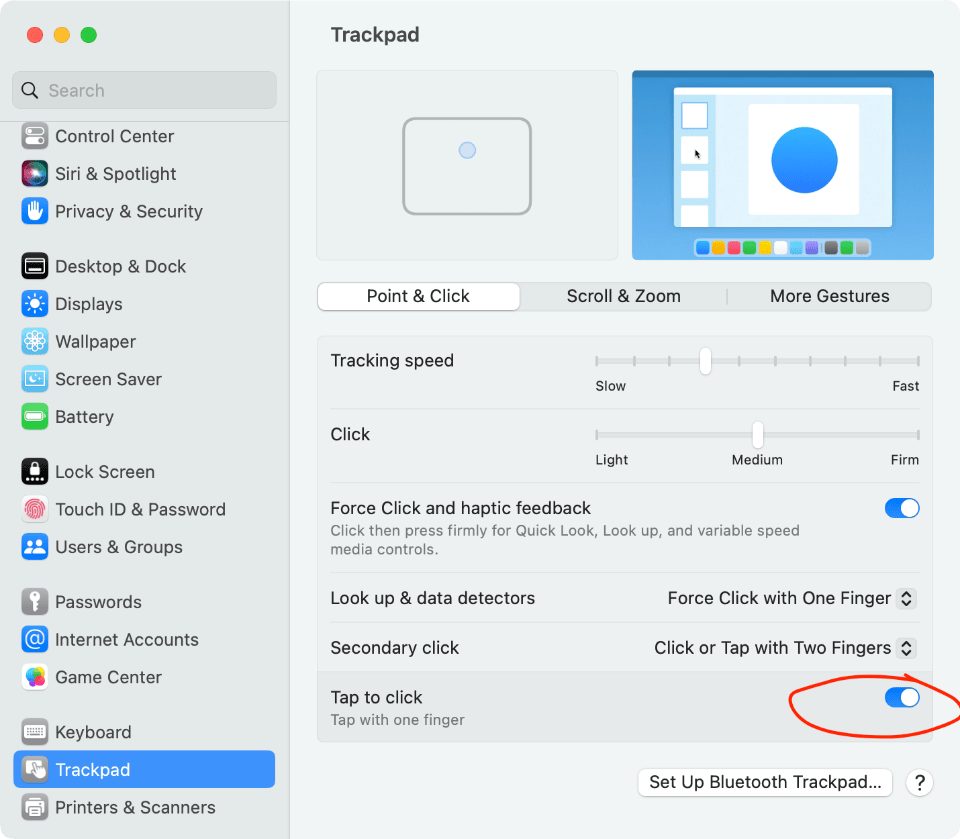 Trackpad
Search
Control Center
Siri & Spotlight
Privacy & Security
Desktop & Dock
Displays
Wallpaper
Screen Saver
Battery
Lock Screen
Touch ID & Password
Users & Groups
Passwords
Internet Accounts
Game Center
Keyboard
Trackpad
Printers & Scanners
Point & Click
Scroll & Zoom
More Gestures
Tracking speed
Slow
Fast
Click
Light
Medium
Firm
Force Click and haptic feedback
Click then press firmly for Quick Look, Look up, and variable speed
media controls.
Look up & data detectors
Force Click with One Finger
Secondary click
Click or Tap with Two Fingers
Tap to click
Tap with one finger
Set Up Bluetooth Trackpad...
?